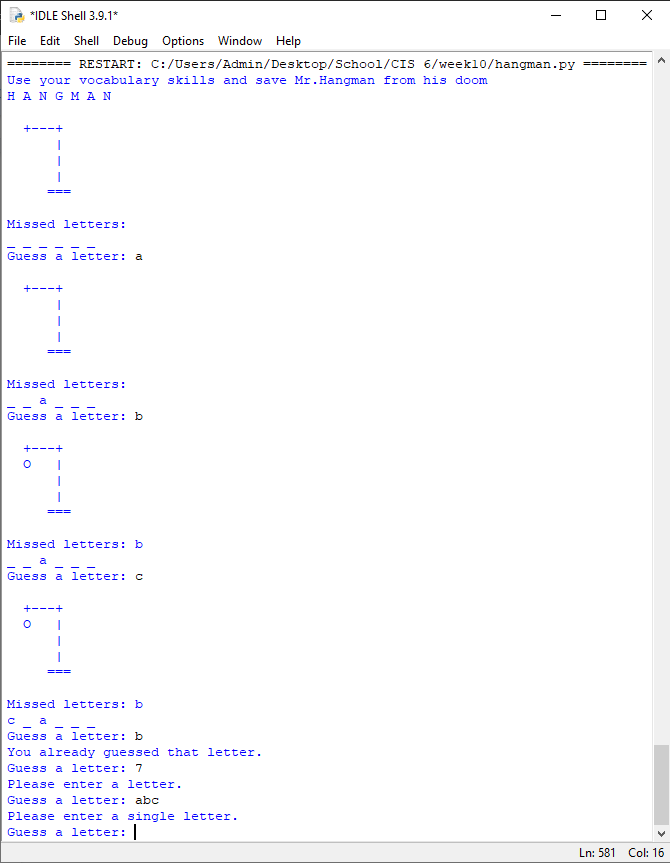 *IDLE Shell 3.9.1*
File Edit Shell Debug Options Window Help
======== RESTART: C:/Users/Admin/Desktop/School/CIS 6/week10/hangman.py ========
Use your vocabulary skills and save Mr.Hangman from his doom
H A N G M A N
  +---+
      |
      |
      |
     ===
Missed letters:
_ _ _ _ _ _
Guess a letter: a
  +---+
      |
      |
      |
     ===
Missed letters:
_ _ a _ _ _
Guess a letter: b
  +---+
  O   |
      |
      |
     ===
Missed letters: b
_ _ a _ _ _
Guess a letter: c
  +---+
  O   |
      |
      |
     ===
Missed letters: b
c _ a _ _ _
Guess a letter: b
You already guessed that letter.
Guess a letter: 7
Please enter a letter.
Guess a letter: abc
Please enter a single letter.
Guess a letter:
Ln: 581 Col: 16